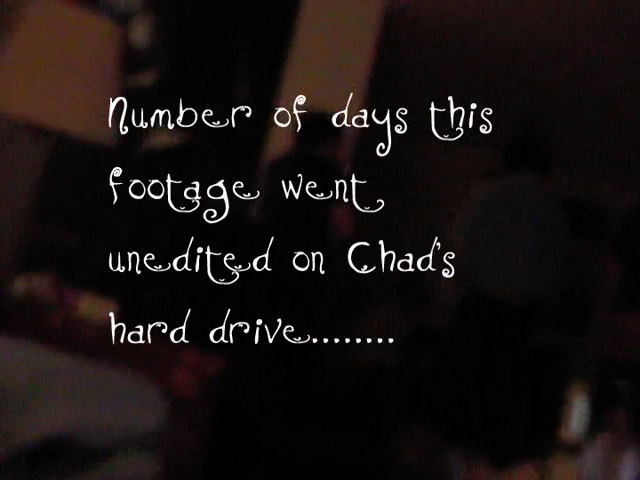 Number of days this
footage went
unedited on Chad's
hard drive........